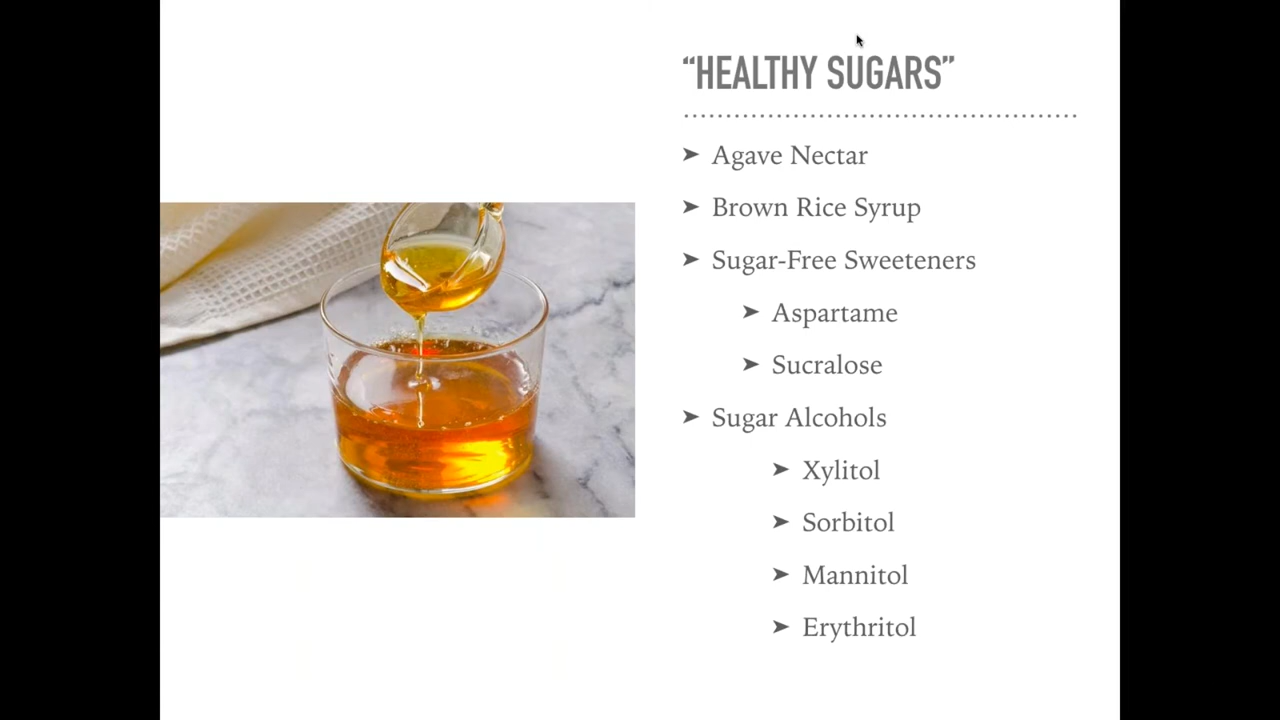 “HEALTHY SUGARS”
➤ Agave Nectar
➤ Brown Rice Syrup
➤ Sugar-Free Sweeteners
➤ Aspartame
➤ Sucralose
➤ Sugar Alcohols
➤ Xylitol
➤ Sorbitol
➤ Mannitol
➤ Erythritol